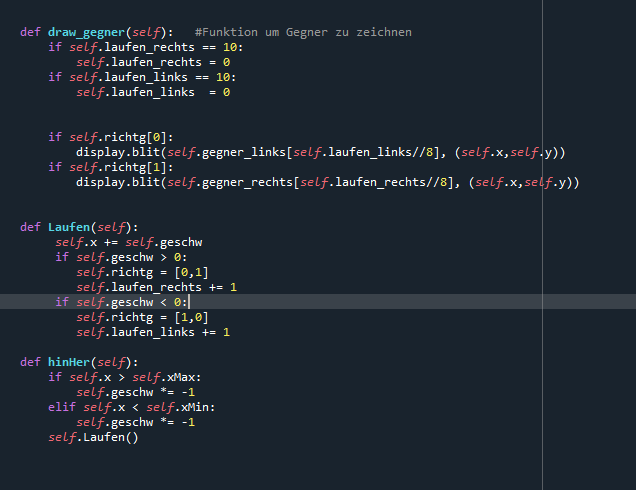 def draw_gegner(self):   #Funktion um Gegner zu zeichnen
    if self.laufen_rechts == 10:
        self.laufen_rechts = 0
    if self.laufen_links == 10:
        self.laufen_links  = 0
    if self.richtg[0]:
        display.blit(self.gegner_links[self.laufen_links//8], (self.x,self.y))
    if self.richtg[1]:
        display.blit(self.gegner_rechts[self.laufen_rechts//8], (self.x,self.y))
def Laufen(self):
     self.x += self.geschw
     if self.geschw > 0:
        self.richtg = [0,1]
        self.laufen_rechts += 1
     if self.geschw < 0:
        self.richtg = [1,0]
        self.laufen_links += 1
def hinHer(self):
    if self.x > self.xMax:
        self.geschw *= -1
    elif self.x < self.xMin:
        self.geschw *= -1
    self.Laufen()